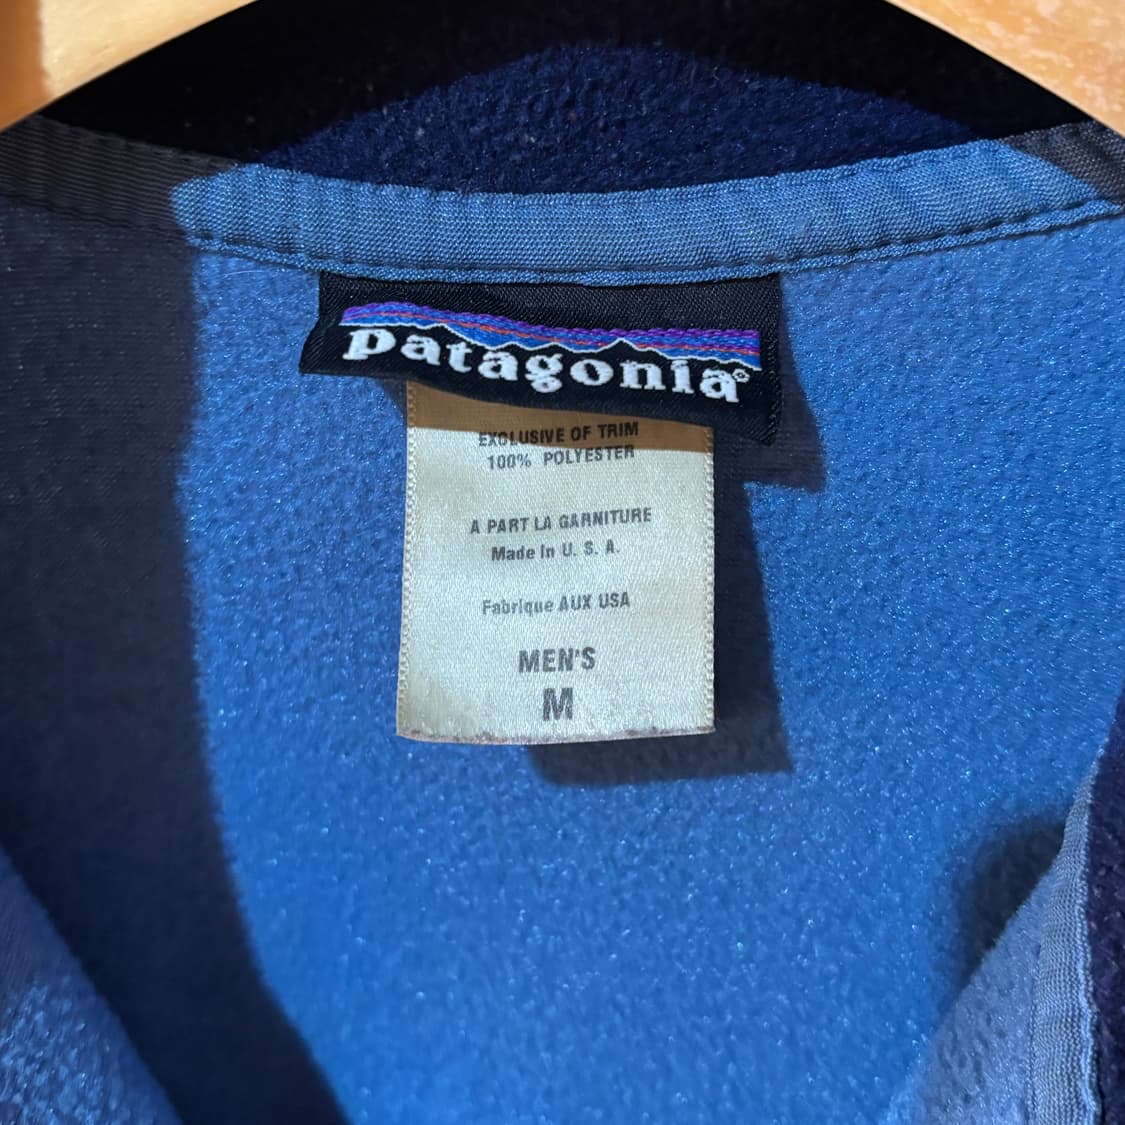 patagonia®
EXCLUSIVE OF TRIM
100% POLYESTER
A PART LA GARNITURE
Made in U. S. A.
Fabrique AUX USA
MEN'S
M